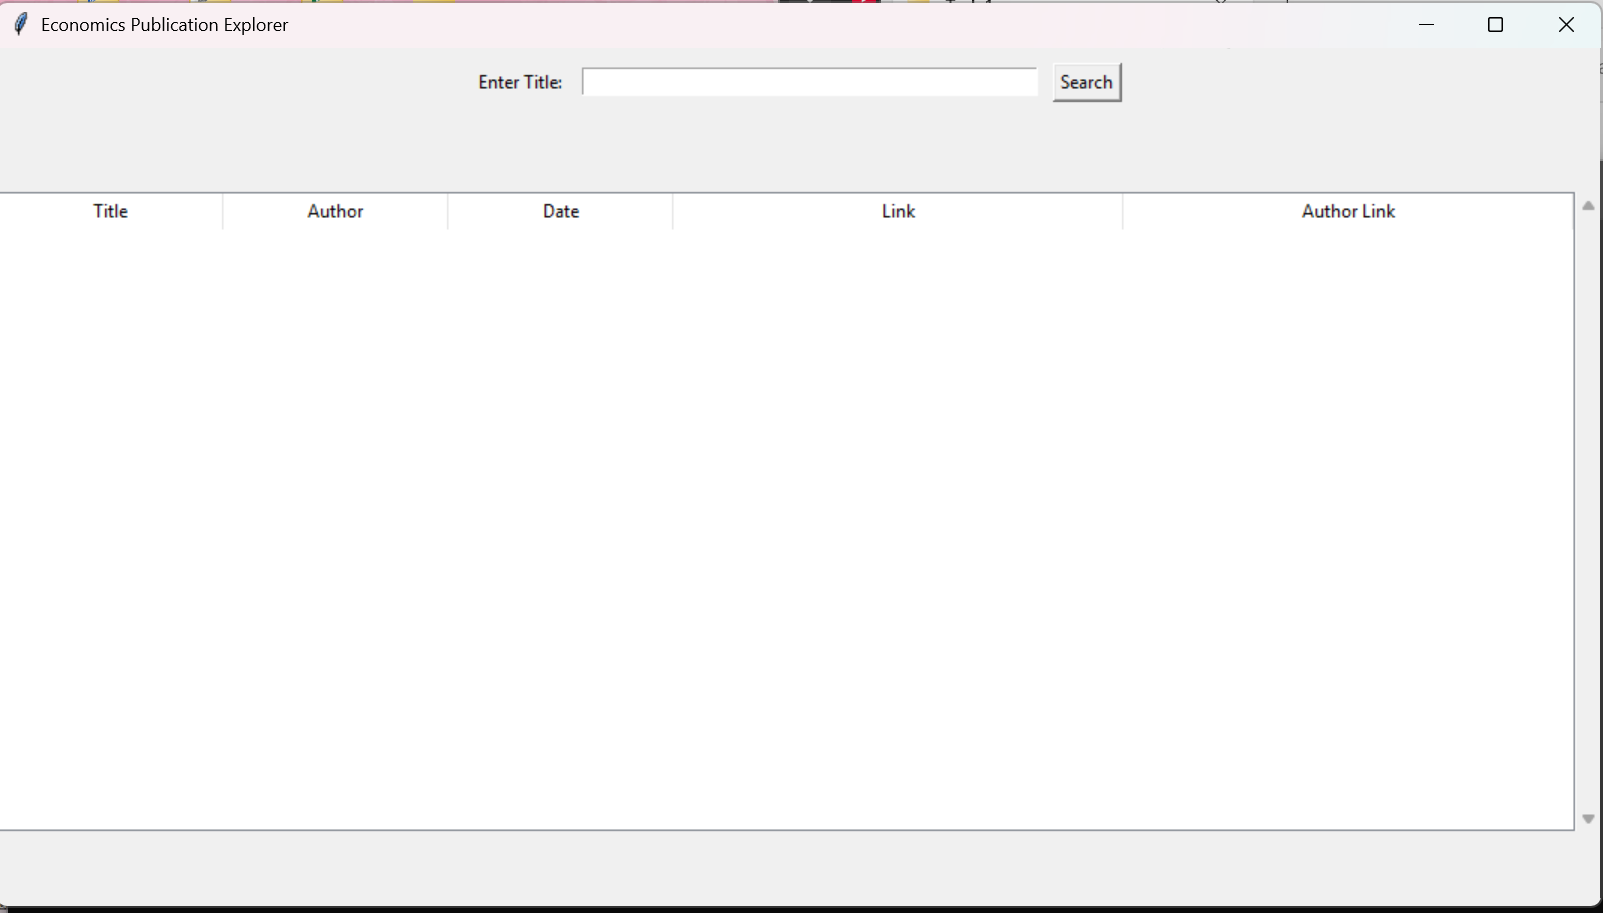 Economics Publication Explorer
Enter Title:
Search
Title Author Date Link Author Link